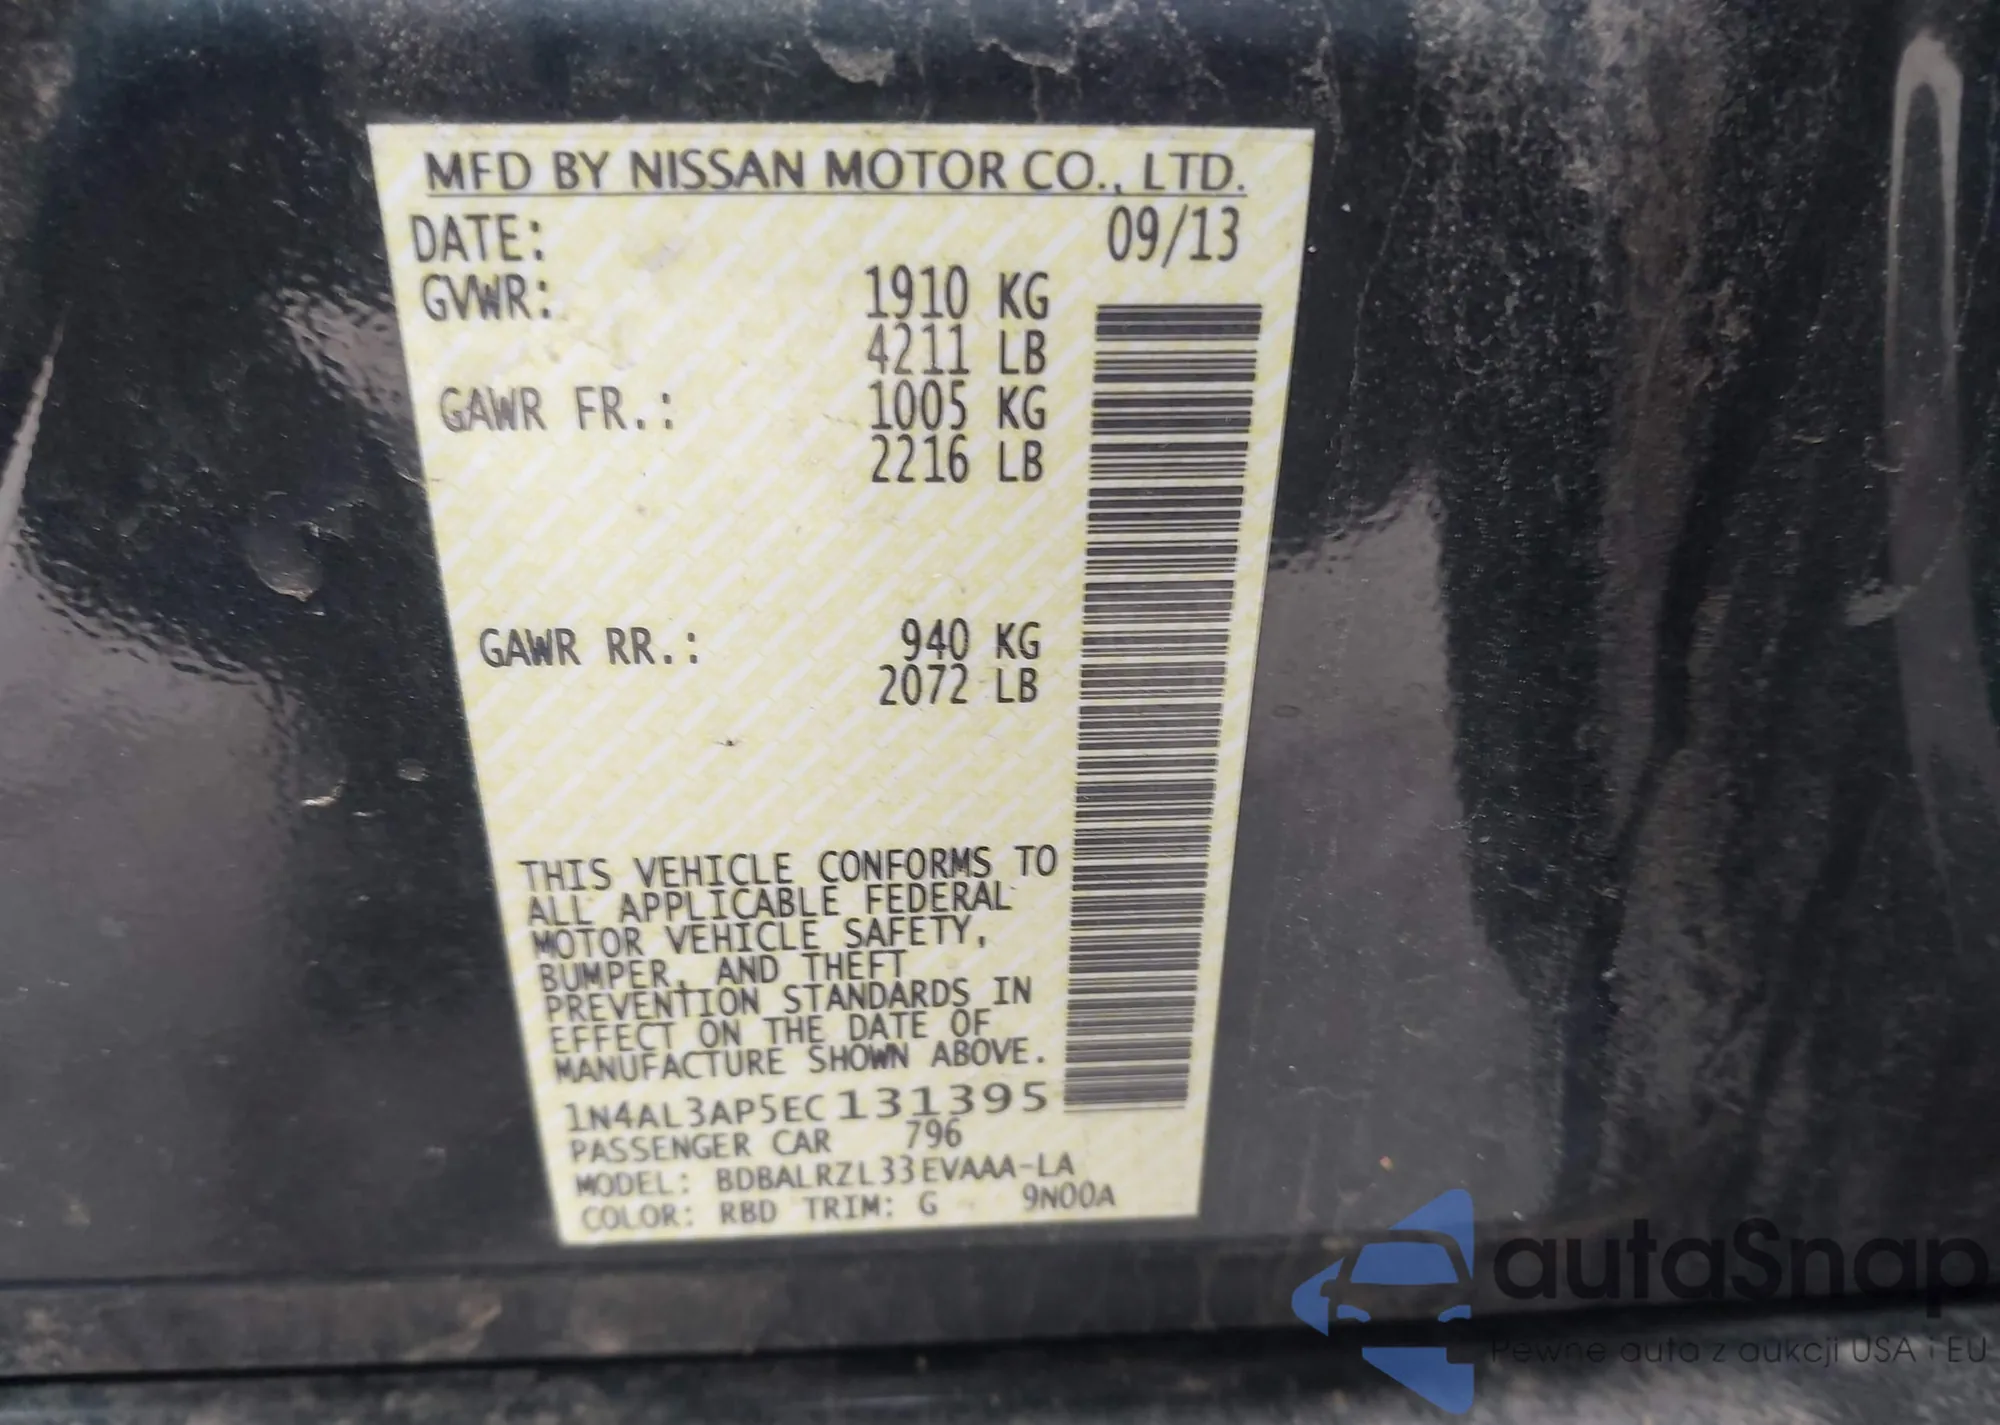 MFD BY NISSAN MOTOR CO., LTD.
DATE: 09/13
GVWR: 1910 KG
4211 LB
GAWR FR.: 1005 KG
2216 LB
GAWR RR.: 940 KG
2072 LB
THIS VEHICLE CONFORMS TO
ALL APPLICABLE FEDERAL
MOTOR VEHICLE SAFETY,
BUMPER, AND THEFT
PREVENTION STANDARDS IN
EFFECT ON THE DATE OF
MANUFACTURE SHOWN ABOVE.
1N4AL3AP5EC131395
PASSENGER CAR 796
MODEL: BDBALRZL33EVAAA-LA
COLOR: RBD TRIM: G 9N00A
autaSnap
Pewne auta z aukcji USA i EU